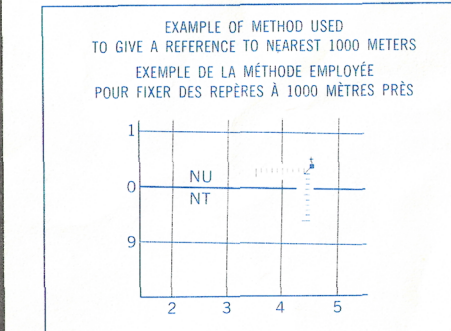 EXAMPLE OF METHOD USED
TO GIVE A REFERENCE TO NEAREST 1000 METERS
EXEMPLE DE LA MÉTHODE EMPLOYÉE
POUR FIXER DES REPÈRES À 1000 MÈTRES PRÈS
1
NU
0
NT
9
2 3 4 5